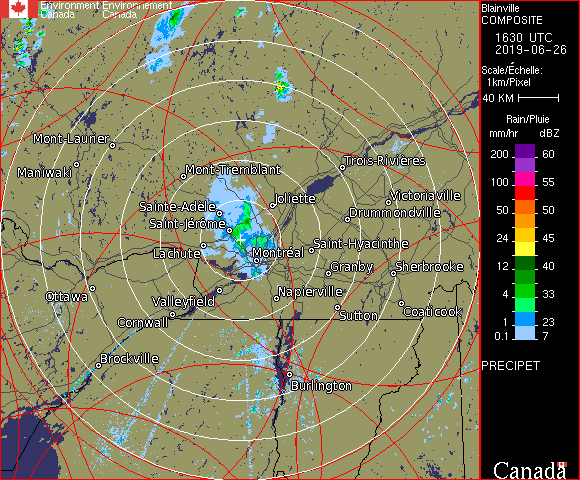 Environment Environnement
Canada Canada
Blainville
COMPOSITE
1630 UTC
2019-06-26
Scale/Échelle:
1km/Pixel
40 KM
Rain/Pluie
mm/hr dBZ
200 60
150 57
100 55
50 50
24 45
12 40
4 33
1 23
0.1 7
PRECIPET
Mont-Laurier
Maniwaki
Mont-Tremblant
Trois-Rivières
Joliette
Victoriaville
Sainte-Adèle
Drummondville
Saint-Jérôme
Lachute
Montréal
Saint-Hyacinthe
Granby
Sherbrooke
Ottawa
Valleyfield
Napierville
Cornwall
Sutton
Coaticook
Brockville
Burlington
Canada